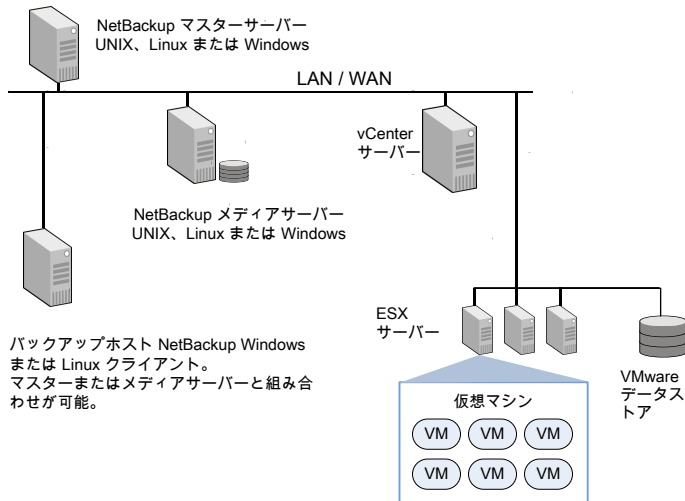 NetBackup マスターサーバー
UNIX、Linux または Windows
LAN / WAN
vCenter
サーバー
NetBackup メディアサーバー
UNIX、Linux または Windows
ESX
サーバー
バックアップホスト NetBackup Windows
または Linux クライアント。
マスターまたはメディアサーバーと組み合
わせが可能。
VMware
データス
トア
仮想マシン
VM VM VM
VM VM VM